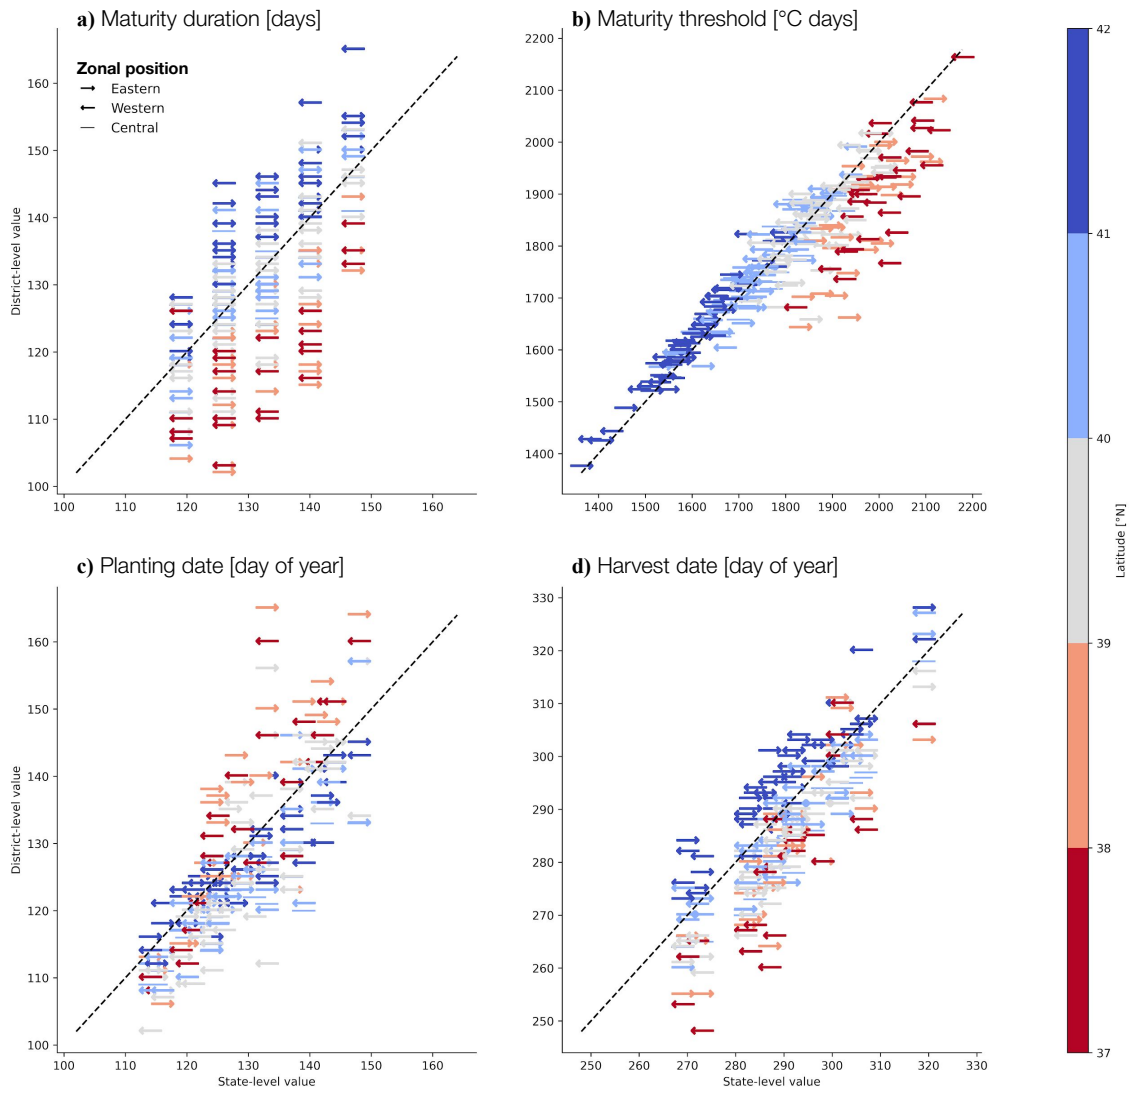 a) Maturity duration [days]
Zonal position
Eastern
Western
Central
District-level value
160
150
140
130
120
110
100
100 110 120 130 140 150 160
b) Maturity threshold [°C days]
2200
2100
2000
1900
1800
1700
1600
1500
1400
1400 1500 1600 1700 1800 1900 2000 2100 2200
c) Planting date [day of year]
District-level value
160
150
140
130
120
110
100
100 110 120 130 140 150 160
State-level value
d) Harvest date [day of year]
330
320
310
300
290
280
270
260
250
250 260 270 280 290 300 310 320 330
State-level value
42
41
40
39
38
37
Latitude [°N]